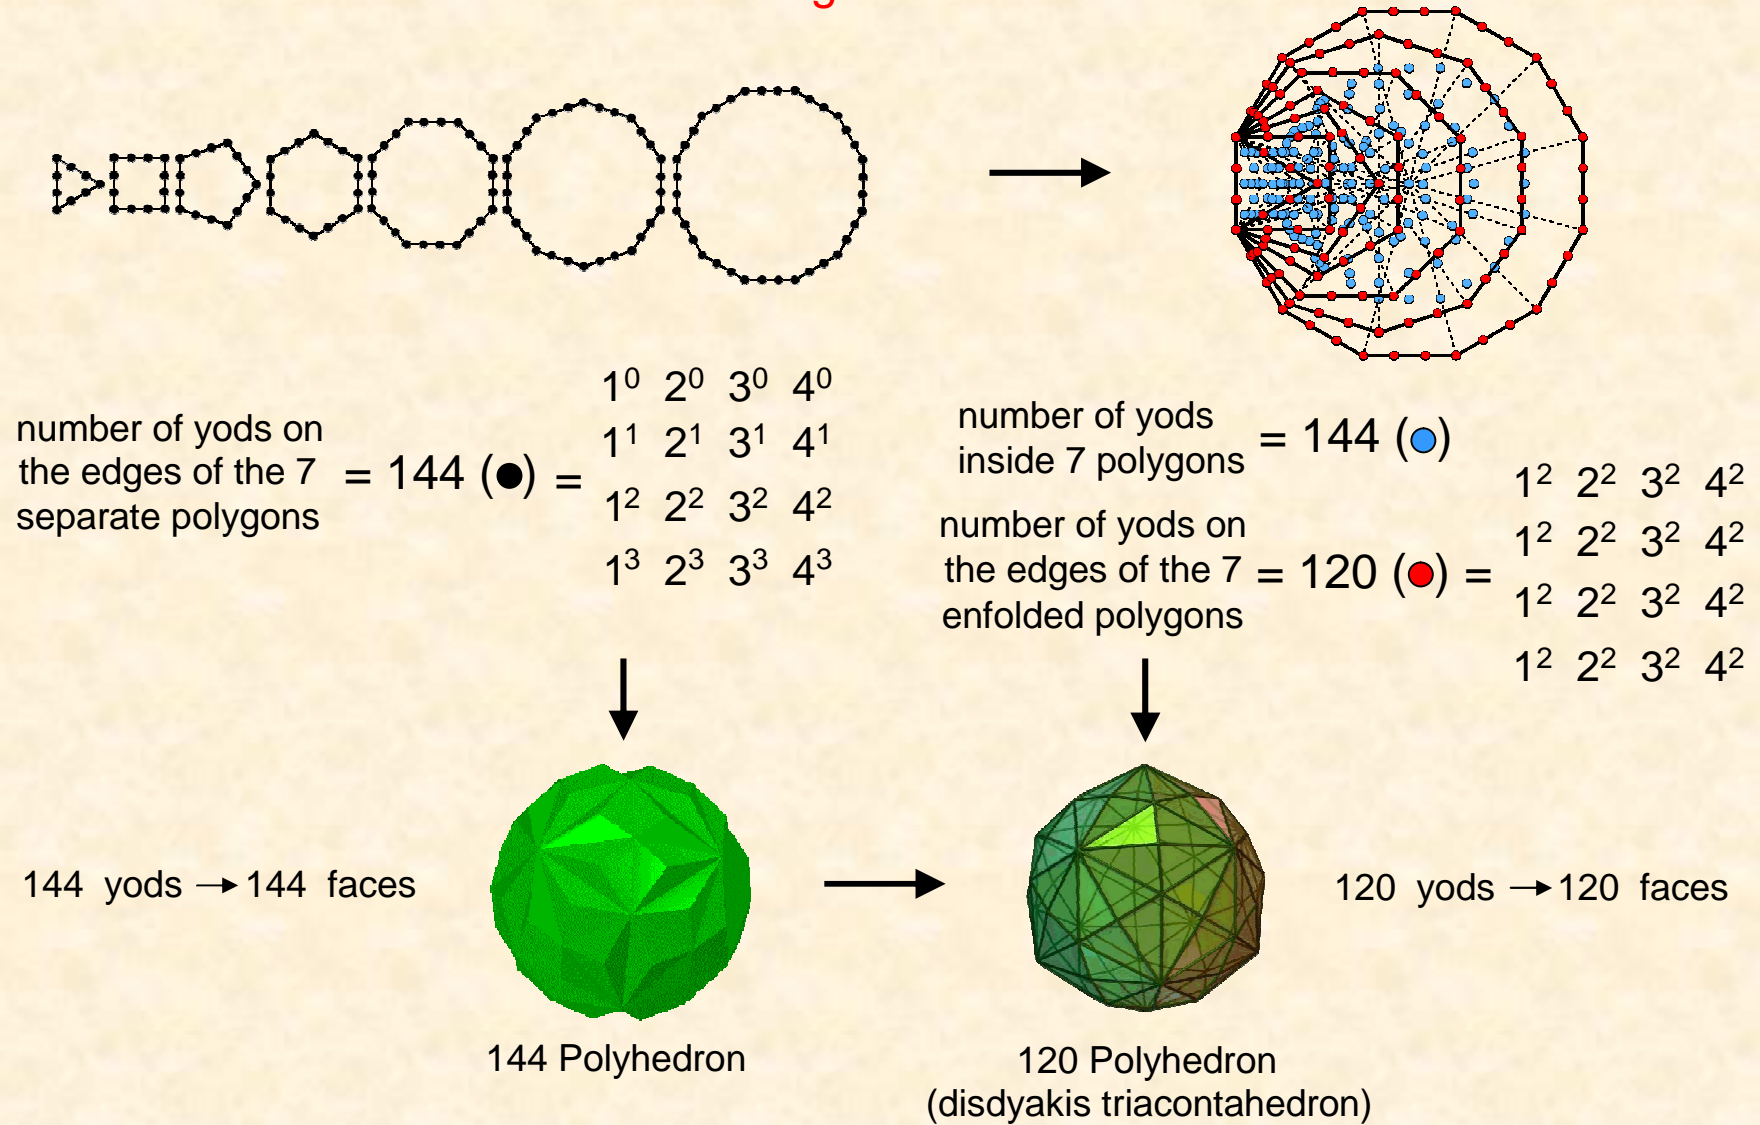 number of yods on
the edges of the 7
separate polygons
= 144 (●) =
1⁰ 2⁰ 3⁰ 4⁰
1¹ 2¹ 3¹ 4¹
1² 2² 3² 4²
1³ 2³ 3³ 4³
number of yods
inside 7 polygons
= 144 (●)
number of yods on
the edges of the 7
enfolded polygons
= 120 (●) =
1² 2² 3² 4²
1² 2² 3² 4²
1² 2² 3² 4²
1² 2² 3² 4²
144 yods → 144 faces
120 yods → 120 faces
144 Polyhedron
120 Polyhedron
(disdyakis triacontahedron)